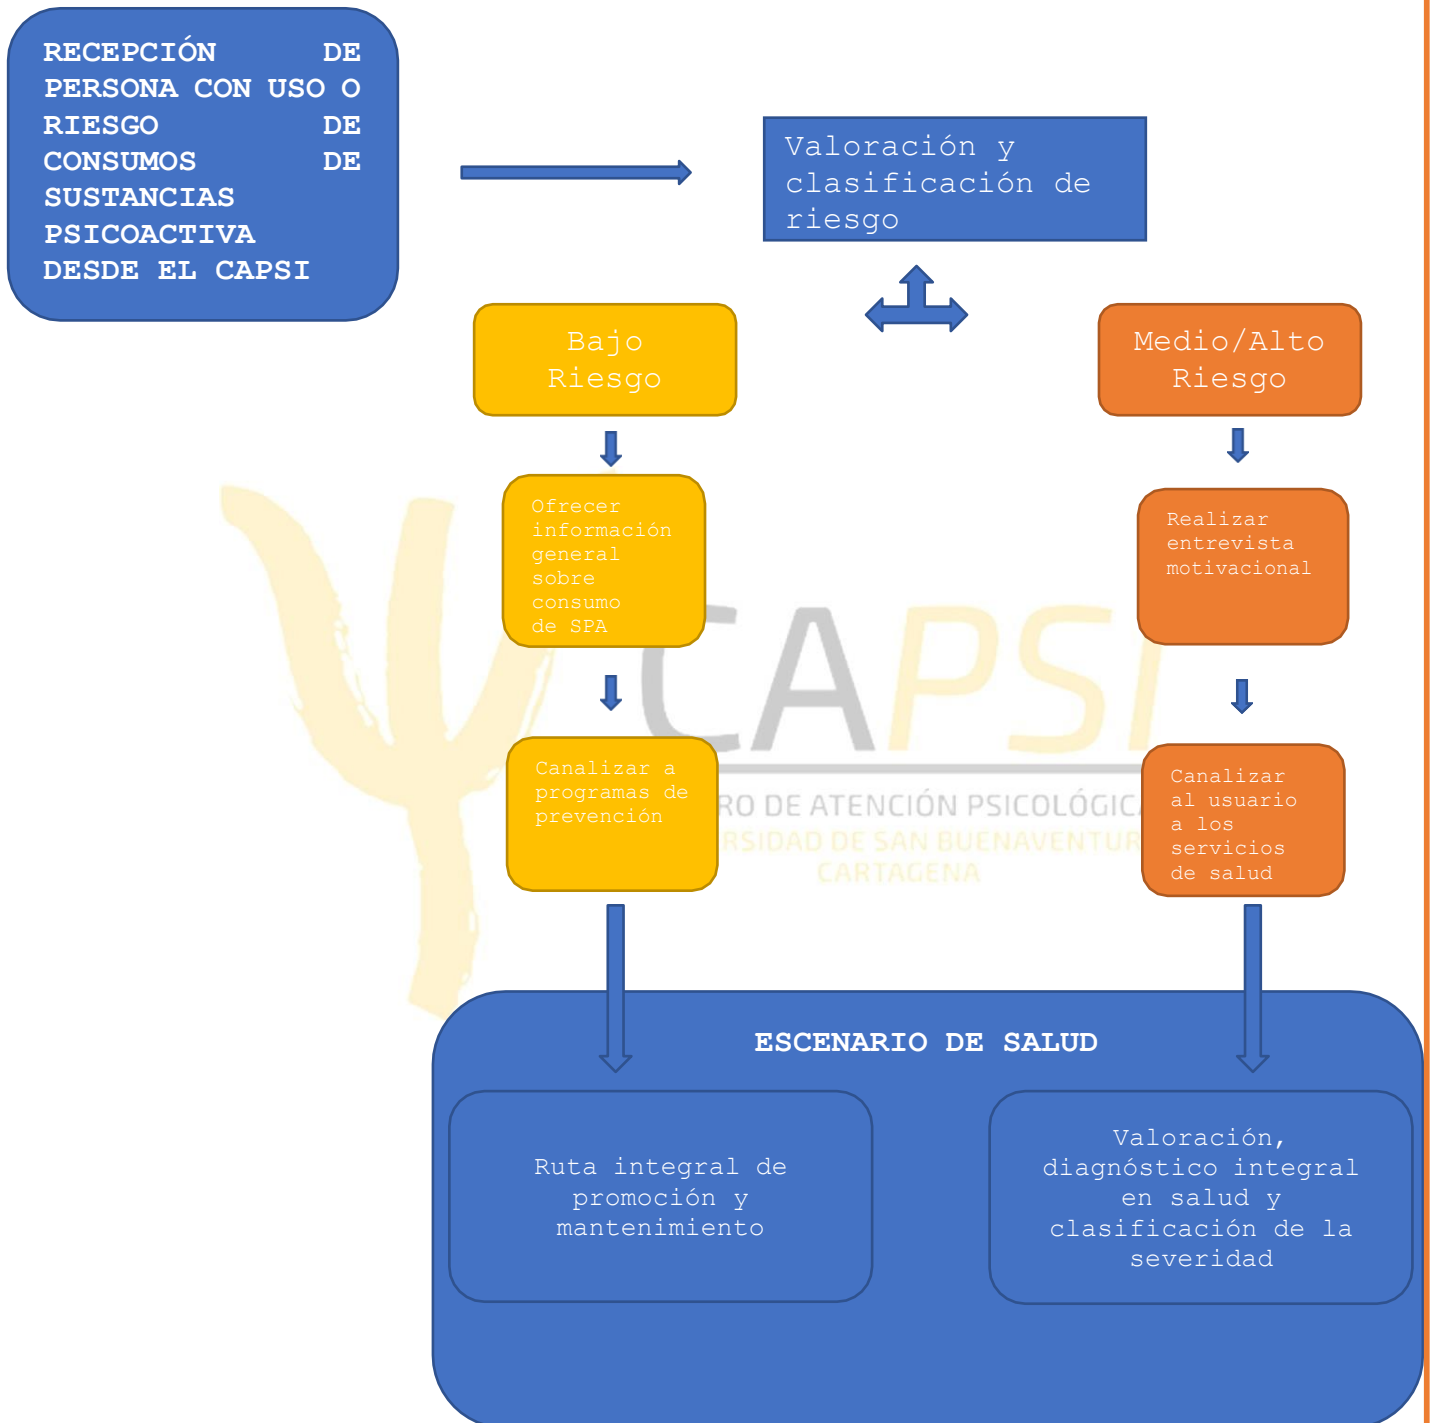 RECEPCIÓN DE
PERSONA CON USO O
RIESGO DE
CONSUMOS DE
SUSTANCIAS
PSICOACTIVA
DESDE EL CAPSI
Valoración y
clasificación de
riesgo
Bajo
Riesgo
Medio/Alto
Riesgo
Ofrecer
información
general
sobre
consumo
de SPA
Realizar
entrevista
motivacional
CAPSI
Canalizar a
programas de
prevención
Canalizar
al usuario
a los
servicios
de salud
RO DE ATENCIÓN PSICOLÓGIC
RSIDAD DE SAN BUENAVENTUR
CARTAGENA
ESCENARIO DE SALUD
Ruta integral de
promoción y
mantenimiento
Valoración,
diagnóstico integral
en salud y
clasificación de la
severidad